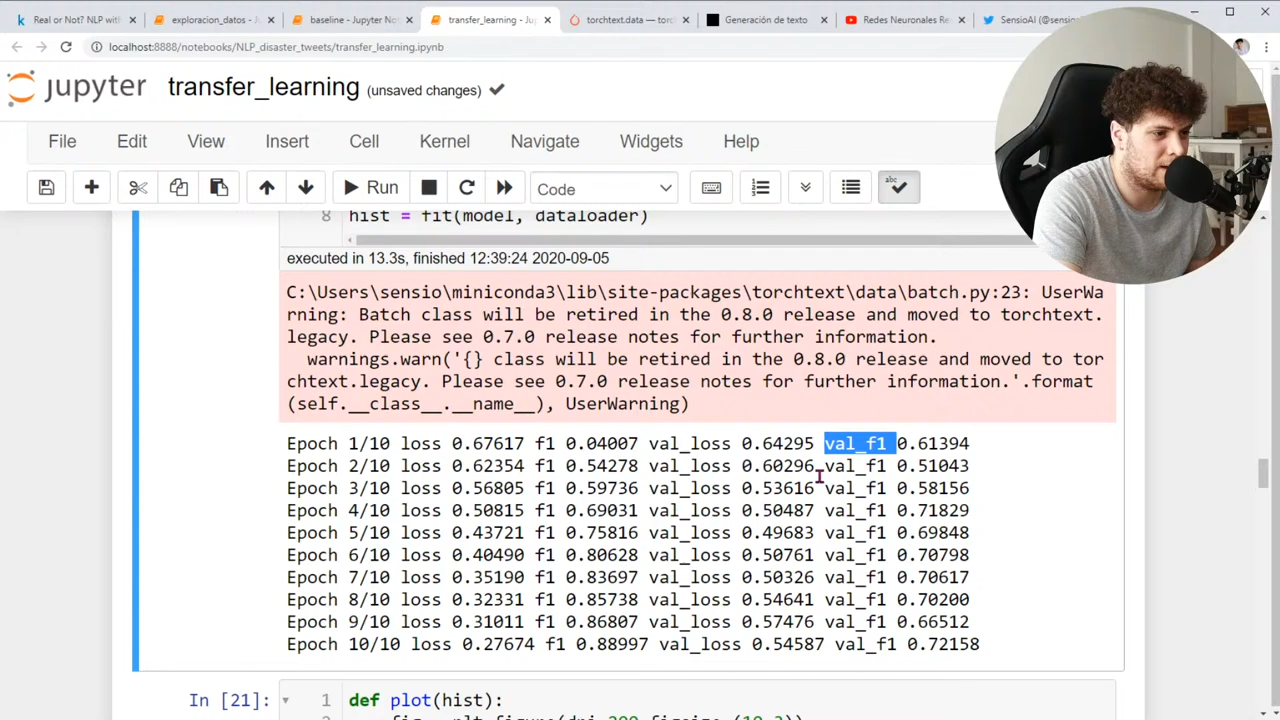 Real or Not? NLP with
exploracion_datos - Ju
baseline - Jupyter Not
transfer_learning - Jup
torchtext.data — torc
Generación de texto
Redes Neuronales Re
SensioAI (@sensio
localhost:8888/notebooks/NLP_disaster_tweets/transfer_learning.ipynb
jupyter transfer_learning (unsaved changes)
File Edit View Insert Cell Kernel Navigate Widgets Help
Run Code
8 hist = fit(model, dataloader)
executed in 13.3s, finished 12:39:24 2020-09-05
C:\Users\sensio\miniconda3\lib\site-packages\torchtext\data\batch.py:23: UserWa
rning: Batch class will be retired in the 0.8.0 release and moved to torchtext.
legacy. Please see 0.7.0 release notes for further information.
warnings.warn('{} class will be retired in the 0.8.0 release and moved to tor
chtext.legacy. Please see 0.7.0 release notes for further information.'.format
(self.__class__.__name__), UserWarning)
Epoch 1/10 loss 0.67617 f1 0.04007 val_loss 0.64295 val_f1 0.61394
Epoch 2/10 loss 0.62354 f1 0.54278 val_loss 0.60296 val_f1 0.51043
Epoch 3/10 loss 0.56805 f1 0.59736 val_loss 0.53616 val_f1 0.58156
Epoch 4/10 loss 0.50815 f1 0.69031 val_loss 0.50487 val_f1 0.71829
Epoch 5/10 loss 0.43721 f1 0.75816 val_loss 0.49683 val_f1 0.69848
Epoch 6/10 loss 0.40490 f1 0.80628 val_loss 0.50761 val_f1 0.70798
Epoch 7/10 loss 0.35190 f1 0.83697 val_loss 0.50326 val_f1 0.70617
Epoch 8/10 loss 0.32331 f1 0.85738 val_loss 0.54641 val_f1 0.70200
Epoch 9/10 loss 0.31011 f1 0.86807 val_loss 0.57476 val_f1 0.66512
Epoch 10/10 loss 0.27674 f1 0.88997 val_loss 0.54587 val_f1 0.72158
In [21]: 1 def plot(hist):